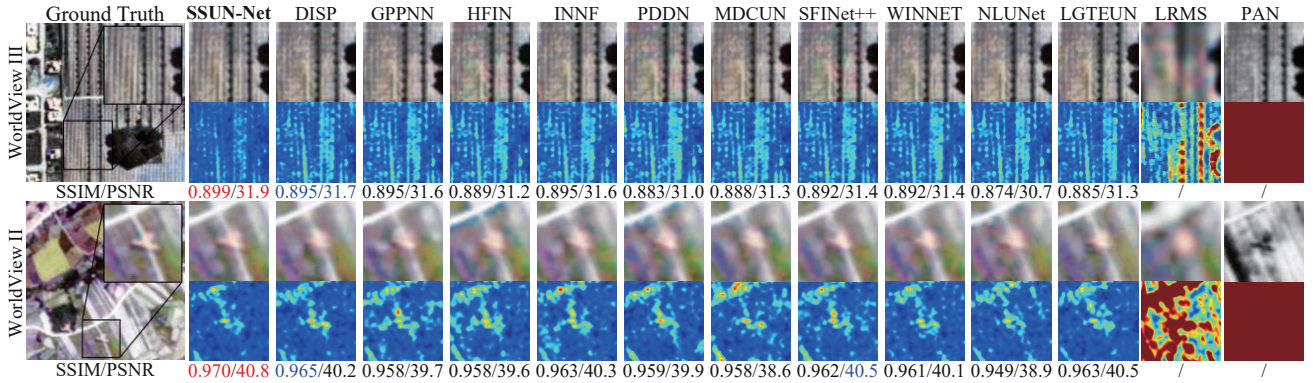 Ground Truth SSUN-Net DISP GPPNN HFIN INNF PDDN MDCUN SFINet++ WINNET NLUNet LGTEUN LRMS PAN
WorldView III
SSIM/PSNR 0.899/31.9 0.895/31.7 0.895/31.6 0.889/31.2 0.895/31.6 0.883/31.0 0.888/31.3 0.892/31.4 0.892/31.4 0.874/30.7 0.885/31.3 / /
WorldView II
SSIM/PSNR 0.970/40.8 0.965/40.2 0.958/39.7 0.958/39.6 0.963/40.3 0.959/39.9 0.958/38.6 0.962/40.5 0.961/40.1 0.949/38.9 0.963/40.5 / /